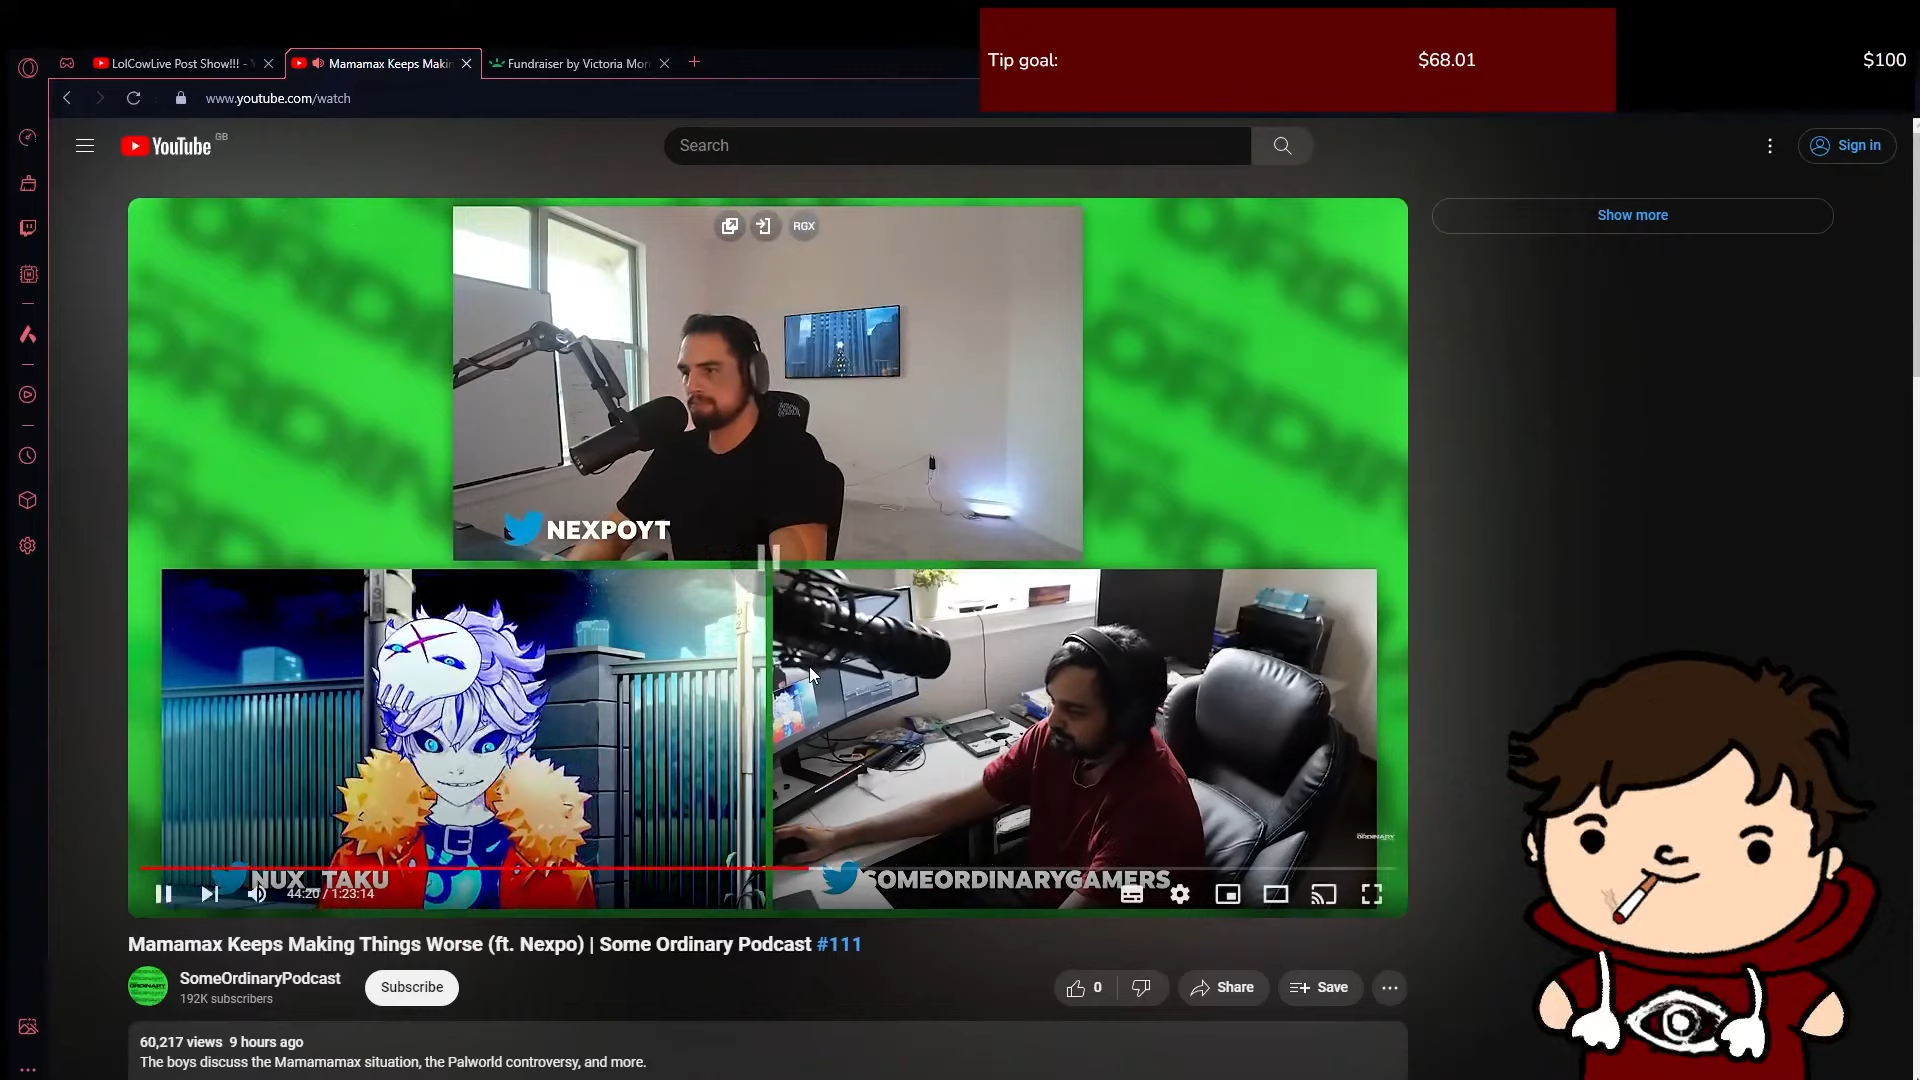 Tip goal:
$68.01
$100
LolCowLive Post Show!!! -
Mamamax Keeps Makin
Fundraiser by Victoria Mor
www.youtube.com/watch
YouTube
GB
Search
Sign in
Show more
RGX
NEXPOYT
NUX_TAKU
SOMEORDINARYGAMERS
44:20 / 1:23:14
Mamamax Keeps Making Things Worse (ft. Nexpo) | Some Ordinary Podcast #111
SomeOrdinaryPodcast
192K subscribers
Subscribe
0
Share
Save
60,217 views 9 hours ago
The boys discuss the Mamamamax situation, the Palworld controversy, and more.